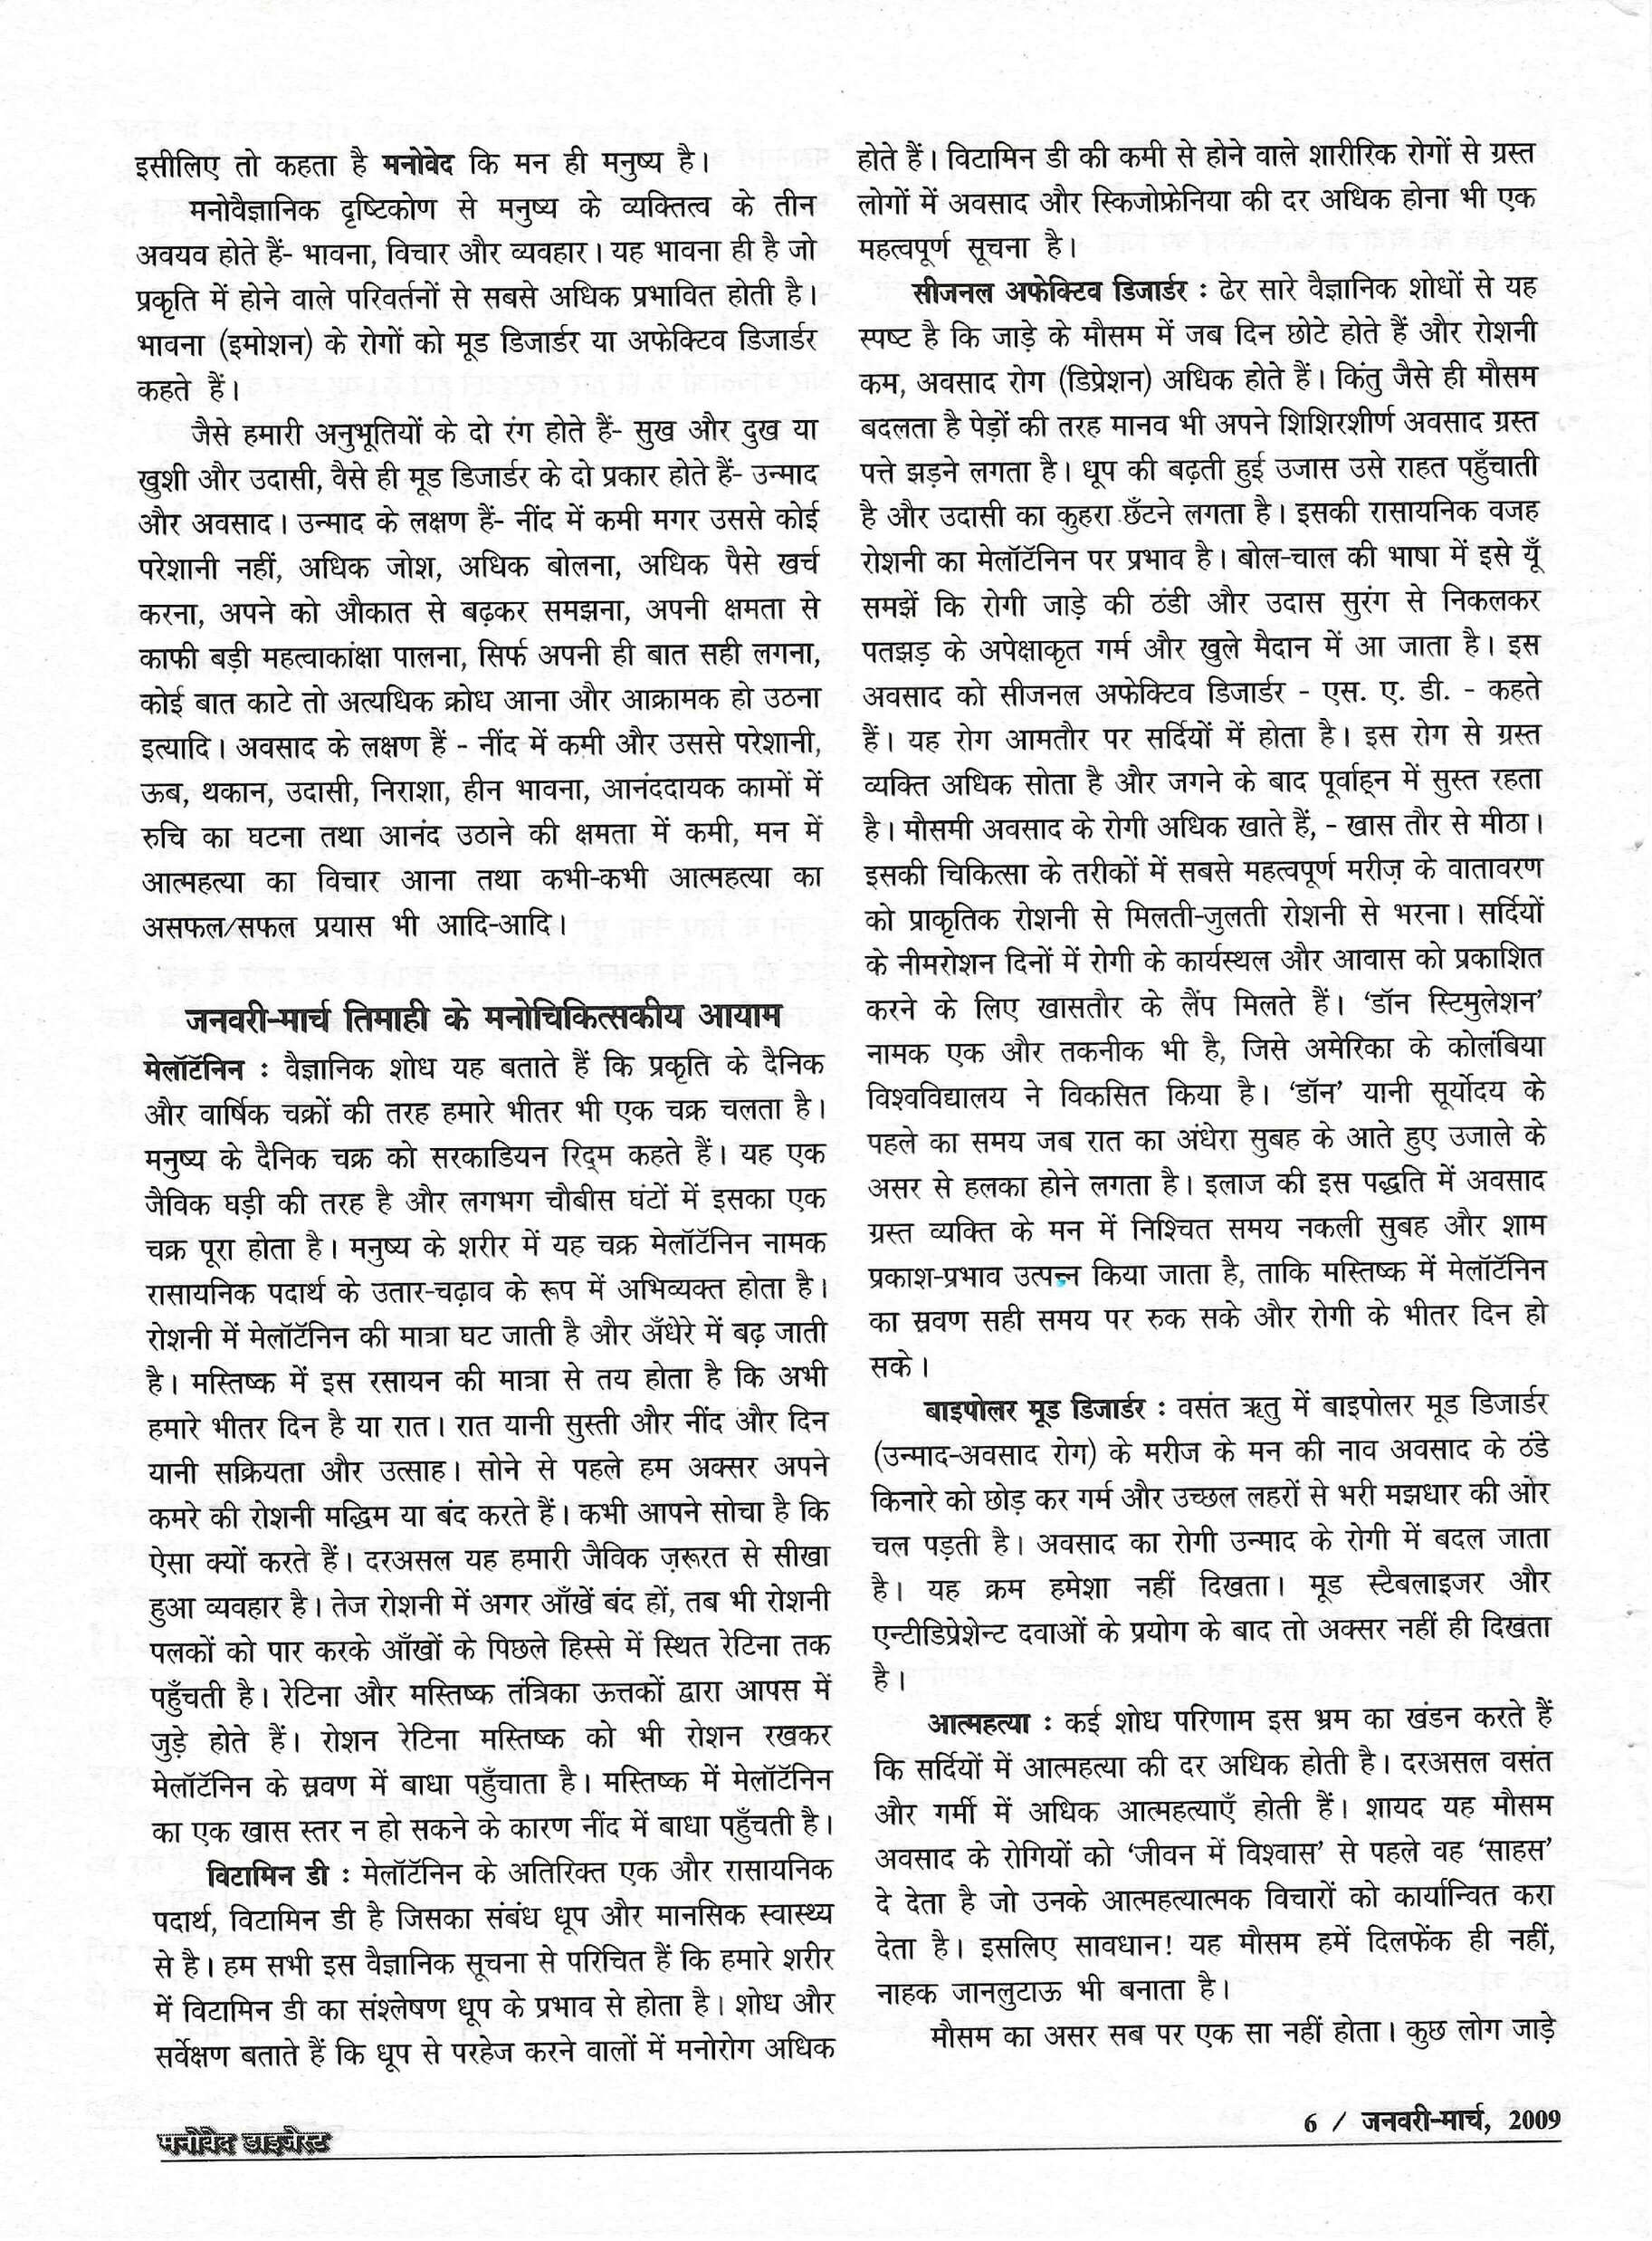 इसीलिए तो कहता है मनोवेद कि मन ही मनुष्य है।
मनोवैज्ञानिक दृष्टिकोण से मनुष्य के व्यक्तित्व के तीन
अवयव होते हैं- भावना, विचार और व्यवहार। यह भावना ही है जो
प्रकृति में होने वाले परिवर्तनों से सबसे अधिक प्रभावित होती है।
भावना (इमोशन) के रोगों को मूड डिजार्डर या अफेक्टिव डिजार्डर
कहते हैं।
जैसे हमारी अनुभूतियों के दो रंग होते हैं- सुख और दुख या
खुशी और उदासी, वैसे ही मूड डिजार्डर के दो प्रकार होते हैं- उन्माद
और अवसाद। उन्माद के लक्षण हैं- नींद में कमी मगर उससे कोई
परेशानी नहीं, अधिक जोश, अधिक बोलना, अधिक पैसे खर्च
करना, अपने को औकात से बढ़कर समझना, अपनी क्षमता से
काफी बड़ी महत्वाकांक्षा पालना, सिर्फ अपनी ही बात सही लगना,
कोई बात काटे तो अत्यधिक क्रोध आना और आक्रामक हो उठना
इत्यादि। अवसाद के लक्षण हैं - नींद में कमी और उससे परेशानी,
ऊब, थकान, उदासी, निराशा, हीन भावना, आनंददायक कामों में
रुचि का घटना तथा आनंद उठाने की क्षमता में कमी, मन में
आत्महत्या का विचार आना तथा कभी-कभी आत्महत्या का
असफल/सफल प्रयास भी आदि-आदि।
जनवरी-मार्च तिमाही के मनोचिकित्सकीय आयाम
मेलॉटॅनिन : वैज्ञानिक शोध यह बताते हैं कि प्रकृति के दैनिक
और वार्षिक चक्रों की तरह हमारे भीतर भी एक चक्र चलता है।
मनुष्य के दैनिक चक्र को सरकाडियन रिद्म कहते हैं। यह एक
जैविक घड़ी की तरह है और लगभग चौबीस घंटों में इसका एक
चक्र पूरा होता है। मनुष्य के शरीर में यह चक्र मेलॉटॅनिन नामक
रासायनिक पदार्थ के उतार-चढ़ाव के रूप में अभिव्यक्त होता है।
रोशनी में मेलॉटॅनिन की मात्रा घट जाती है और अँधेरे में बढ़ जाती
है। मस्तिष्क में इस रसायन की मात्रा से तय होता है कि अभी
हमारे भीतर दिन है या रात। रात यानी सुस्ती और नींद और दिन
यानी सक्रियता और उत्साह। सोने से पहले हम अक्सर अपने
कमरे की रोशनी मद्धिम या बंद करते हैं। कभी आपने सोचा है कि
ऐसा क्यों करते हैं। दरअसल यह हमारी जैविक ज़रूरत से सीखा
हुआ व्यवहार है। तेज रोशनी में अगर आँखें बंद हों, तब भी रोशनी
पलकों को पार करके आँखों के पिछले हिस्से में स्थित रेटिना तक
पहुँचती है। रेटिना और मस्तिष्क तंत्रिका ऊत्तकों द्वारा आपस में
जुड़े होते हैं। रोशन रेटिना मस्तिष्क को भी रोशन रखकर
मेलॉटॅनिन के स्रवण में बाधा पहुँचाता है। मस्तिष्क में मेलॉटॅनिन
का एक खास स्तर न हो सकने के कारण नींद में बाधा पहुँचती है।
विटामिन डी : मेलॉटॅनिन के अतिरिक्त एक और रासायनिक
पदार्थ, विटामिन डी है जिसका संबंध धूप और मानसिक स्वास्थ्य
से है। हम सभी इस वैज्ञानिक सूचना से परिचित हैं कि हमारे शरीर
में विटामिन डी का संश्लेषण धूप के प्रभाव से होता है। शोध और
सर्वेक्षण बताते हैं कि धूप से परहेज करने वालों में मनोरोग अधिक
होते हैं। विटामिन डी की कमी से होने वाले शारीरिक रोगों से ग्रस्त
लोगों में अवसाद और स्किजोफ्रेनिया की दर अधिक होना भी एक
महत्वपूर्ण सूचना है।
सीजनल अफेक्टिव डिजार्डर : ढेर सारे वैज्ञानिक शोधों से यह
स्पष्ट है कि जाड़े के मौसम में जब दिन छोटे होते हैं और रोशनी
कम, अवसाद रोग (डिप्रेशन) अधिक होते हैं। किंतु जैसे ही मौसम
बदलता है पेड़ों की तरह मानव भी अपने शिशिरशीर्ण अवसाद ग्रस्त
पत्ते झड़ने लगता है। धूप की बढ़ती हुई उजास उसे राहत पहुँचाती
है और उदासी का कुहरा छँटने लगता है। इसकी रासायनिक वजह
रोशनी का मेलॉटॅनिन पर प्रभाव है। बोल-चाल की भाषा में इसे यूँ
समझें कि रोगी जाड़े की ठंडी और उदास सुरंग से निकलकर
पतझड़ के अपेक्षाकृत गर्म और खुले मैदान में आ जाता है। इस
अवसाद को सीजनल अफेक्टिव डिजार्डर - एस. ए. डी. - कहते
हैं। यह रोग आमतौर पर सर्दियों में होता है। इस रोग से ग्रस्त
व्यक्ति अधिक सोता है और जगने के बाद पूर्वाह्न में सुस्त रहता
है। मौसमी अवसाद के रोगी अधिक खाते हैं, - खास तौर से मीठा।
इसकी चिकित्सा के तरीकों में सबसे महत्वपूर्ण मरीज़ के वातावरण
को प्राकृतिक रोशनी से मिलती-जुलती रोशनी से भरना। सर्दियों
के नीमरोशन दिनों में रोगी के कार्यस्थल और आवास को प्रकाशित
करने के लिए खासतौर के लैंप मिलते हैं। ‘डॉन स्टिमुलेशन’
नामक एक और तकनीक भी है, जिसे अमेरिका के कोलंबिया
विश्वविद्यालय ने विकसित किया है। ‘डॉन’ यानी सूर्योदय के
पहले का समय जब रात का अंधेरा सुबह के आते हुए उजाले के
असर से हलका होने लगता है। इलाज की इस पद्धति में अवसाद
ग्रस्त व्यक्ति के मन में निश्चित समय नकली सुबह और शाम
प्रकाश-प्रभाव उत्पन्न किया जाता है, ताकि मस्तिष्क में मेलॉटॅनिन
का स्रवण सही समय पर रुक सके और रोगी के भीतर दिन हो
सके।
बाइपोलर मूड डिजार्डर : वसंत ऋतु में बाइपोलर मूड डिजार्डर
(उन्माद-अवसाद रोग) के मरीज के मन की नाव अवसाद के ठंडे
किनारे को छोड़ कर गर्म और उच्छल लहरों से भरी मझधार की ओर
चल पड़ती है। अवसाद का रोगी उन्माद के रोगी में बदल जाता
है। यह क्रम हमेशा नहीं दिखता। मूड स्टैबलाइजर और
एन्टीडिप्रेशेन्ट दवाओं के प्रयोग के बाद तो अक्सर नहीं ही दिखता
है।
आत्महत्या : कई शोध परिणाम इस भ्रम का खंडन करते हैं
कि सर्दियों में आत्महत्या की दर अधिक होती है। दरअसल वसंत
और गर्मी में अधिक आत्महत्याएँ होती हैं। शायद यह मौसम
अवसाद के रोगियों को ‘जीवन में विश्वास’ से पहले वह ‘साहस’
दे देता है जो उनके आत्महत्यात्मक विचारों को कार्यान्वित करा
देता है। इसलिए सावधान! यह मौसम हमें दिलफेंक ही नहीं,
नाहक जानलुटाऊ भी बनाता है।
मौसम का असर सब पर एक सा नहीं होता। कुछ लोग जाड़े
मनोवेद डाइजेस्ट
6 / जनवरी-मार्च, 2009